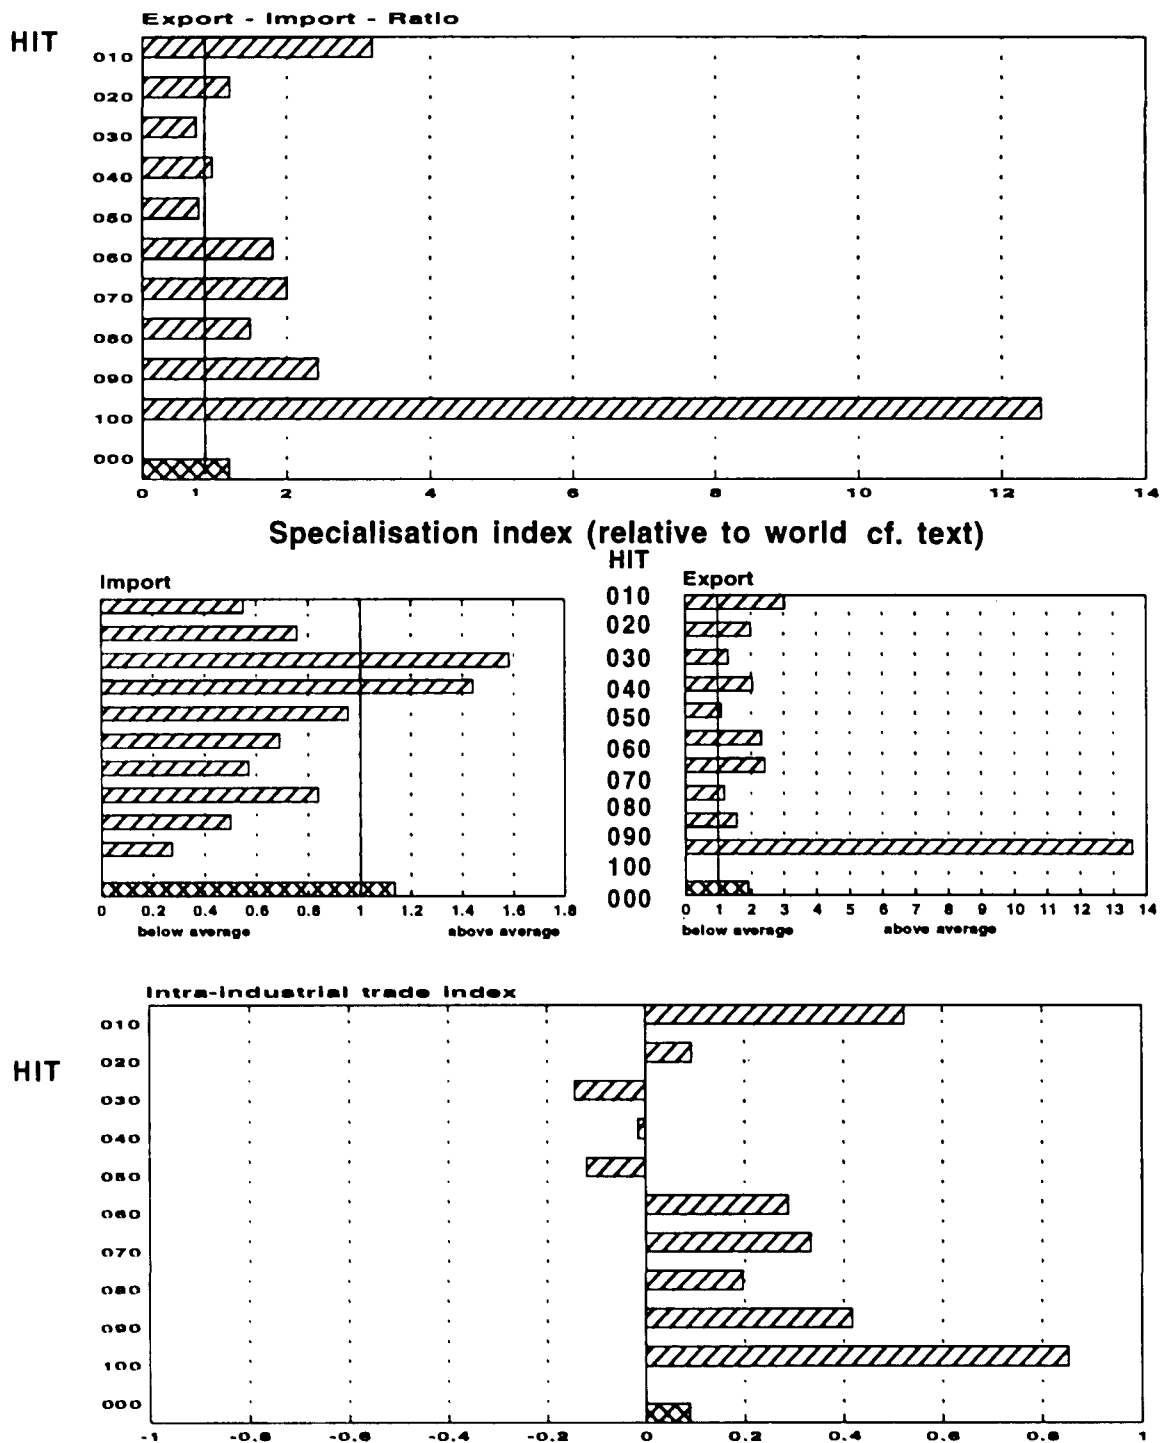 Export - Import - Ratio
HIT
010
020
030
040
050
060
070
080
090
100
000
0 1 2 4 6 8 10 12 14
Specialisation index (relative to world cf. text)
HIT
Import
Export
010
020
030
040
050
060
070
080
090
100
000
0 0.2 0.4 0.6 0.8 1 1.2 1.4 1.6 1.8
below average above average
0 1 2 3 4 5 6 7 8 9 10 11 12 13 14
below average above average
Intra-industrial trade index
HIT
010
020
030
040
050
060
070
080
090
100
000
-1 -0.8 -0.6 -0.4 -0.2 0 0.2 0.4 0.6 0.8 1